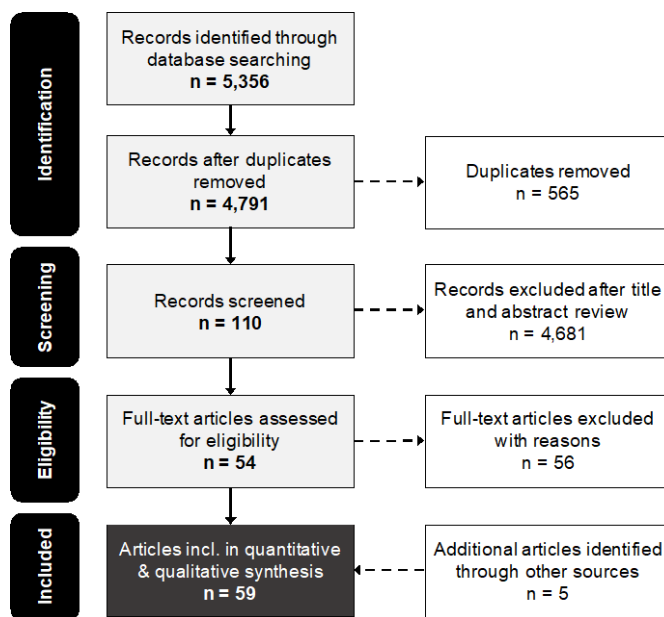 Identification
Records identified through
database searching
n = 5,356
Records after duplicates
removed
n = 4,791
Duplicates removed
n = 565
Screening
Records screened
n = 110
Records excluded after title
and abstract review
n = 4,681
Eligibility
Full-text articles assessed
for eligibility
n = 54
Full-text articles excluded
with reasons
n = 56
Included
Articles incl. in quantitative
& qualitative synthesis
n = 59
Additional articles identified
through other sources
n = 5